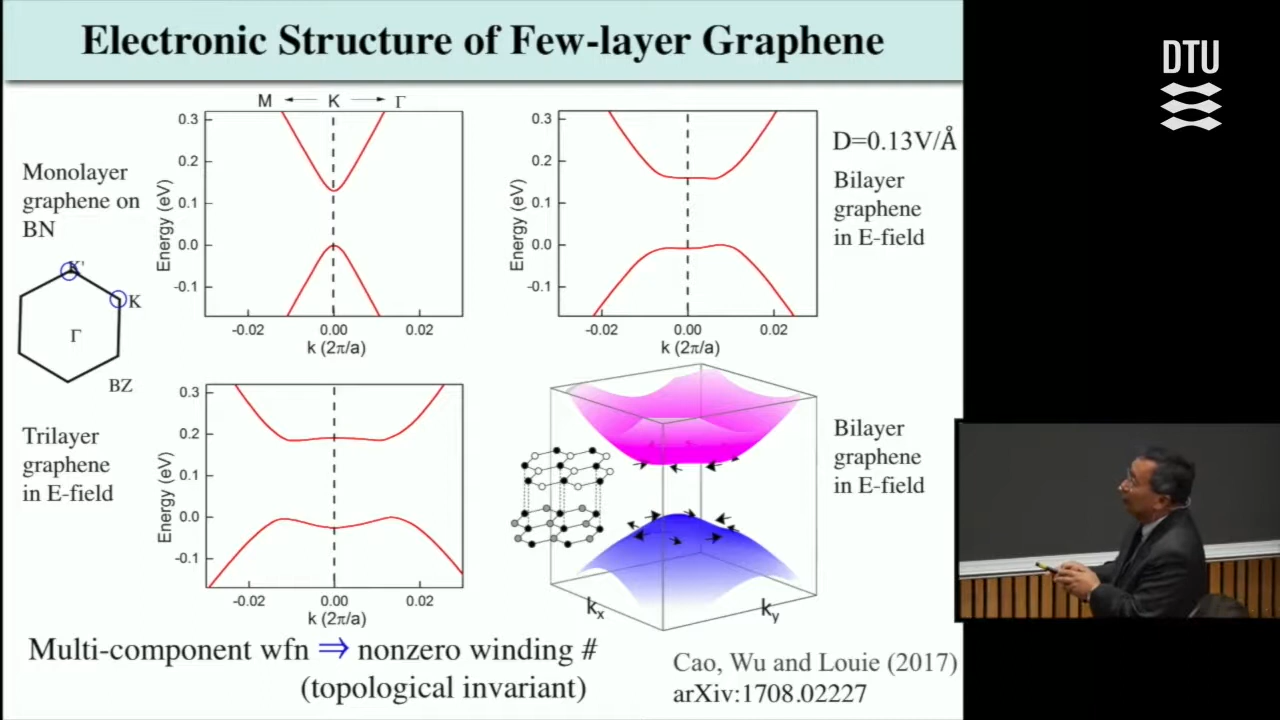 Electronic Structure of Few-layer Graphene
DTU
M K Γ
Monolayer
graphene on
BN
0.3
0.2
0.1
0.0
-0.1
Energy (eV)
-0.02 0.00 0.02
k (2π/a)
0.3
0.2
0.1
0.0
-0.1
Energy (eV)
-0.02 0.00 0.02
k (2π/a)
D=0.13V/Å
Bilayer
graphene
in E-field
K'
K
Γ
BZ
Trilayer
graphene
in E-field
0.3
0.2
0.1
0.0
-0.1
Energy (eV)
-0.02 0.00 0.02
k (2π/a)
kx
ky
Bilayer
graphene
in E-field
Multi-component wfn ⇒ nonzero winding #
(topological invariant)
Cao, Wu and Louie (2017)
arXiv:1708.02227